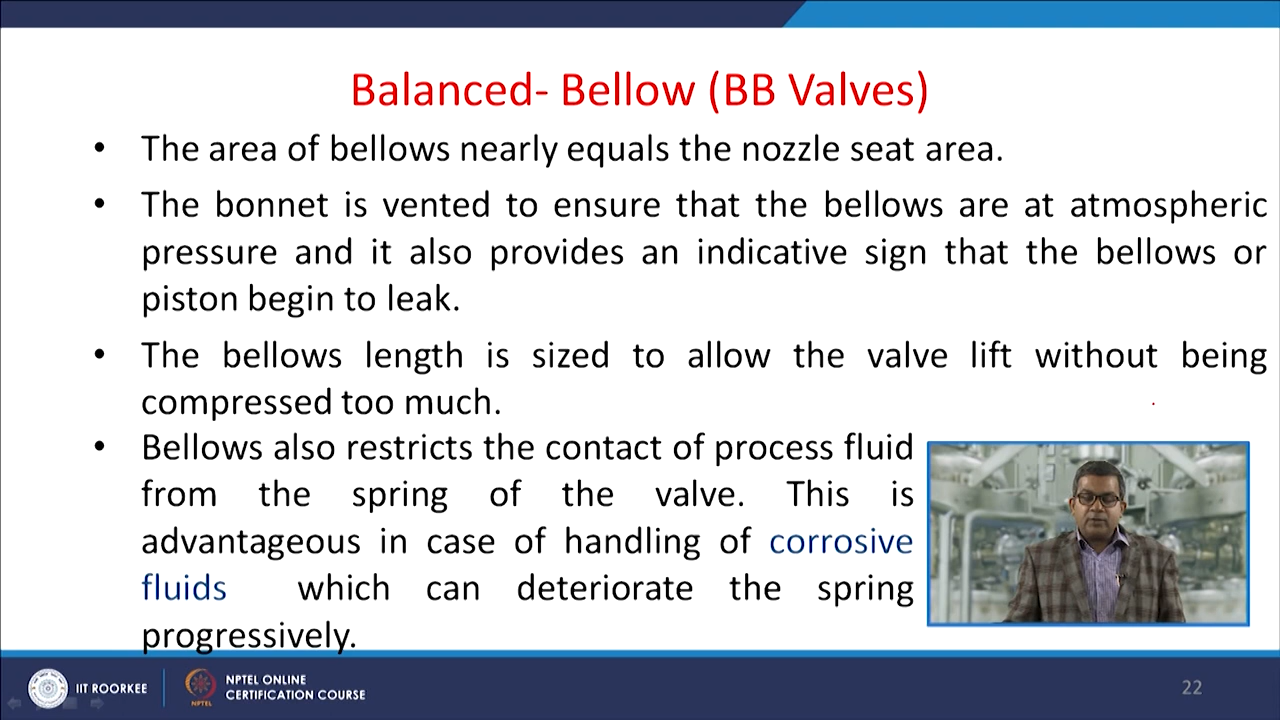 Balanced- Bellow (BB Valves)
• The area of bellows nearly equals the nozzle seat area.
• The bonnet is vented to ensure that the bellows are at atmospheric
pressure and it also provides an indicative sign that the bellows or
piston begin to leak.
• The bellows length is sized to allow the valve lift without being
compressed too much.
• Bellows also restricts the contact of process fluid
from the spring of the valve. This is
advantageous in case of handling of corrosive
fluids which can deteriorate the spring
progressively.
IIT ROORKEE
NPTEL
NPTEL ONLINE
CERTIFICATION COURSE
22